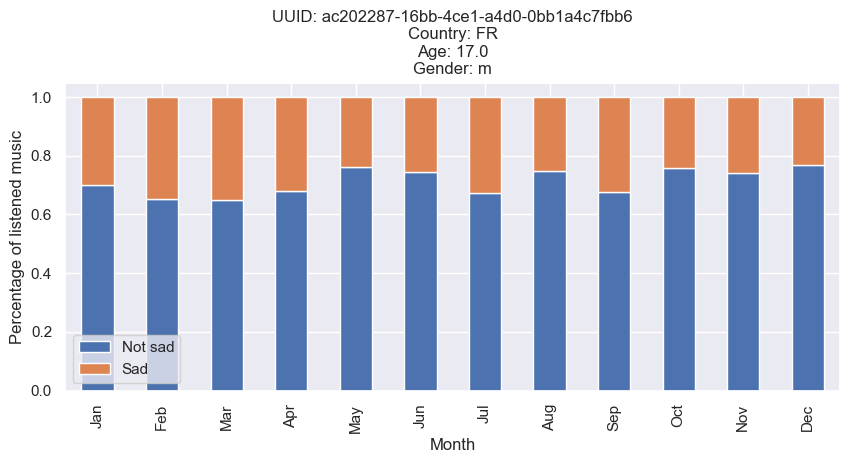 UUID: ac202287-16bb-4ce1-a4d0-0bb1a4c7fbb6
Country: FR
Age: 17.0
Gender: m
Percentage of listened music
1.0
0.8
0.6
0.4
0.2
0.0
Not sad
Sad
Jan Feb Mar Apr May Jun Jul Aug Sep Oct Nov Dec
Month